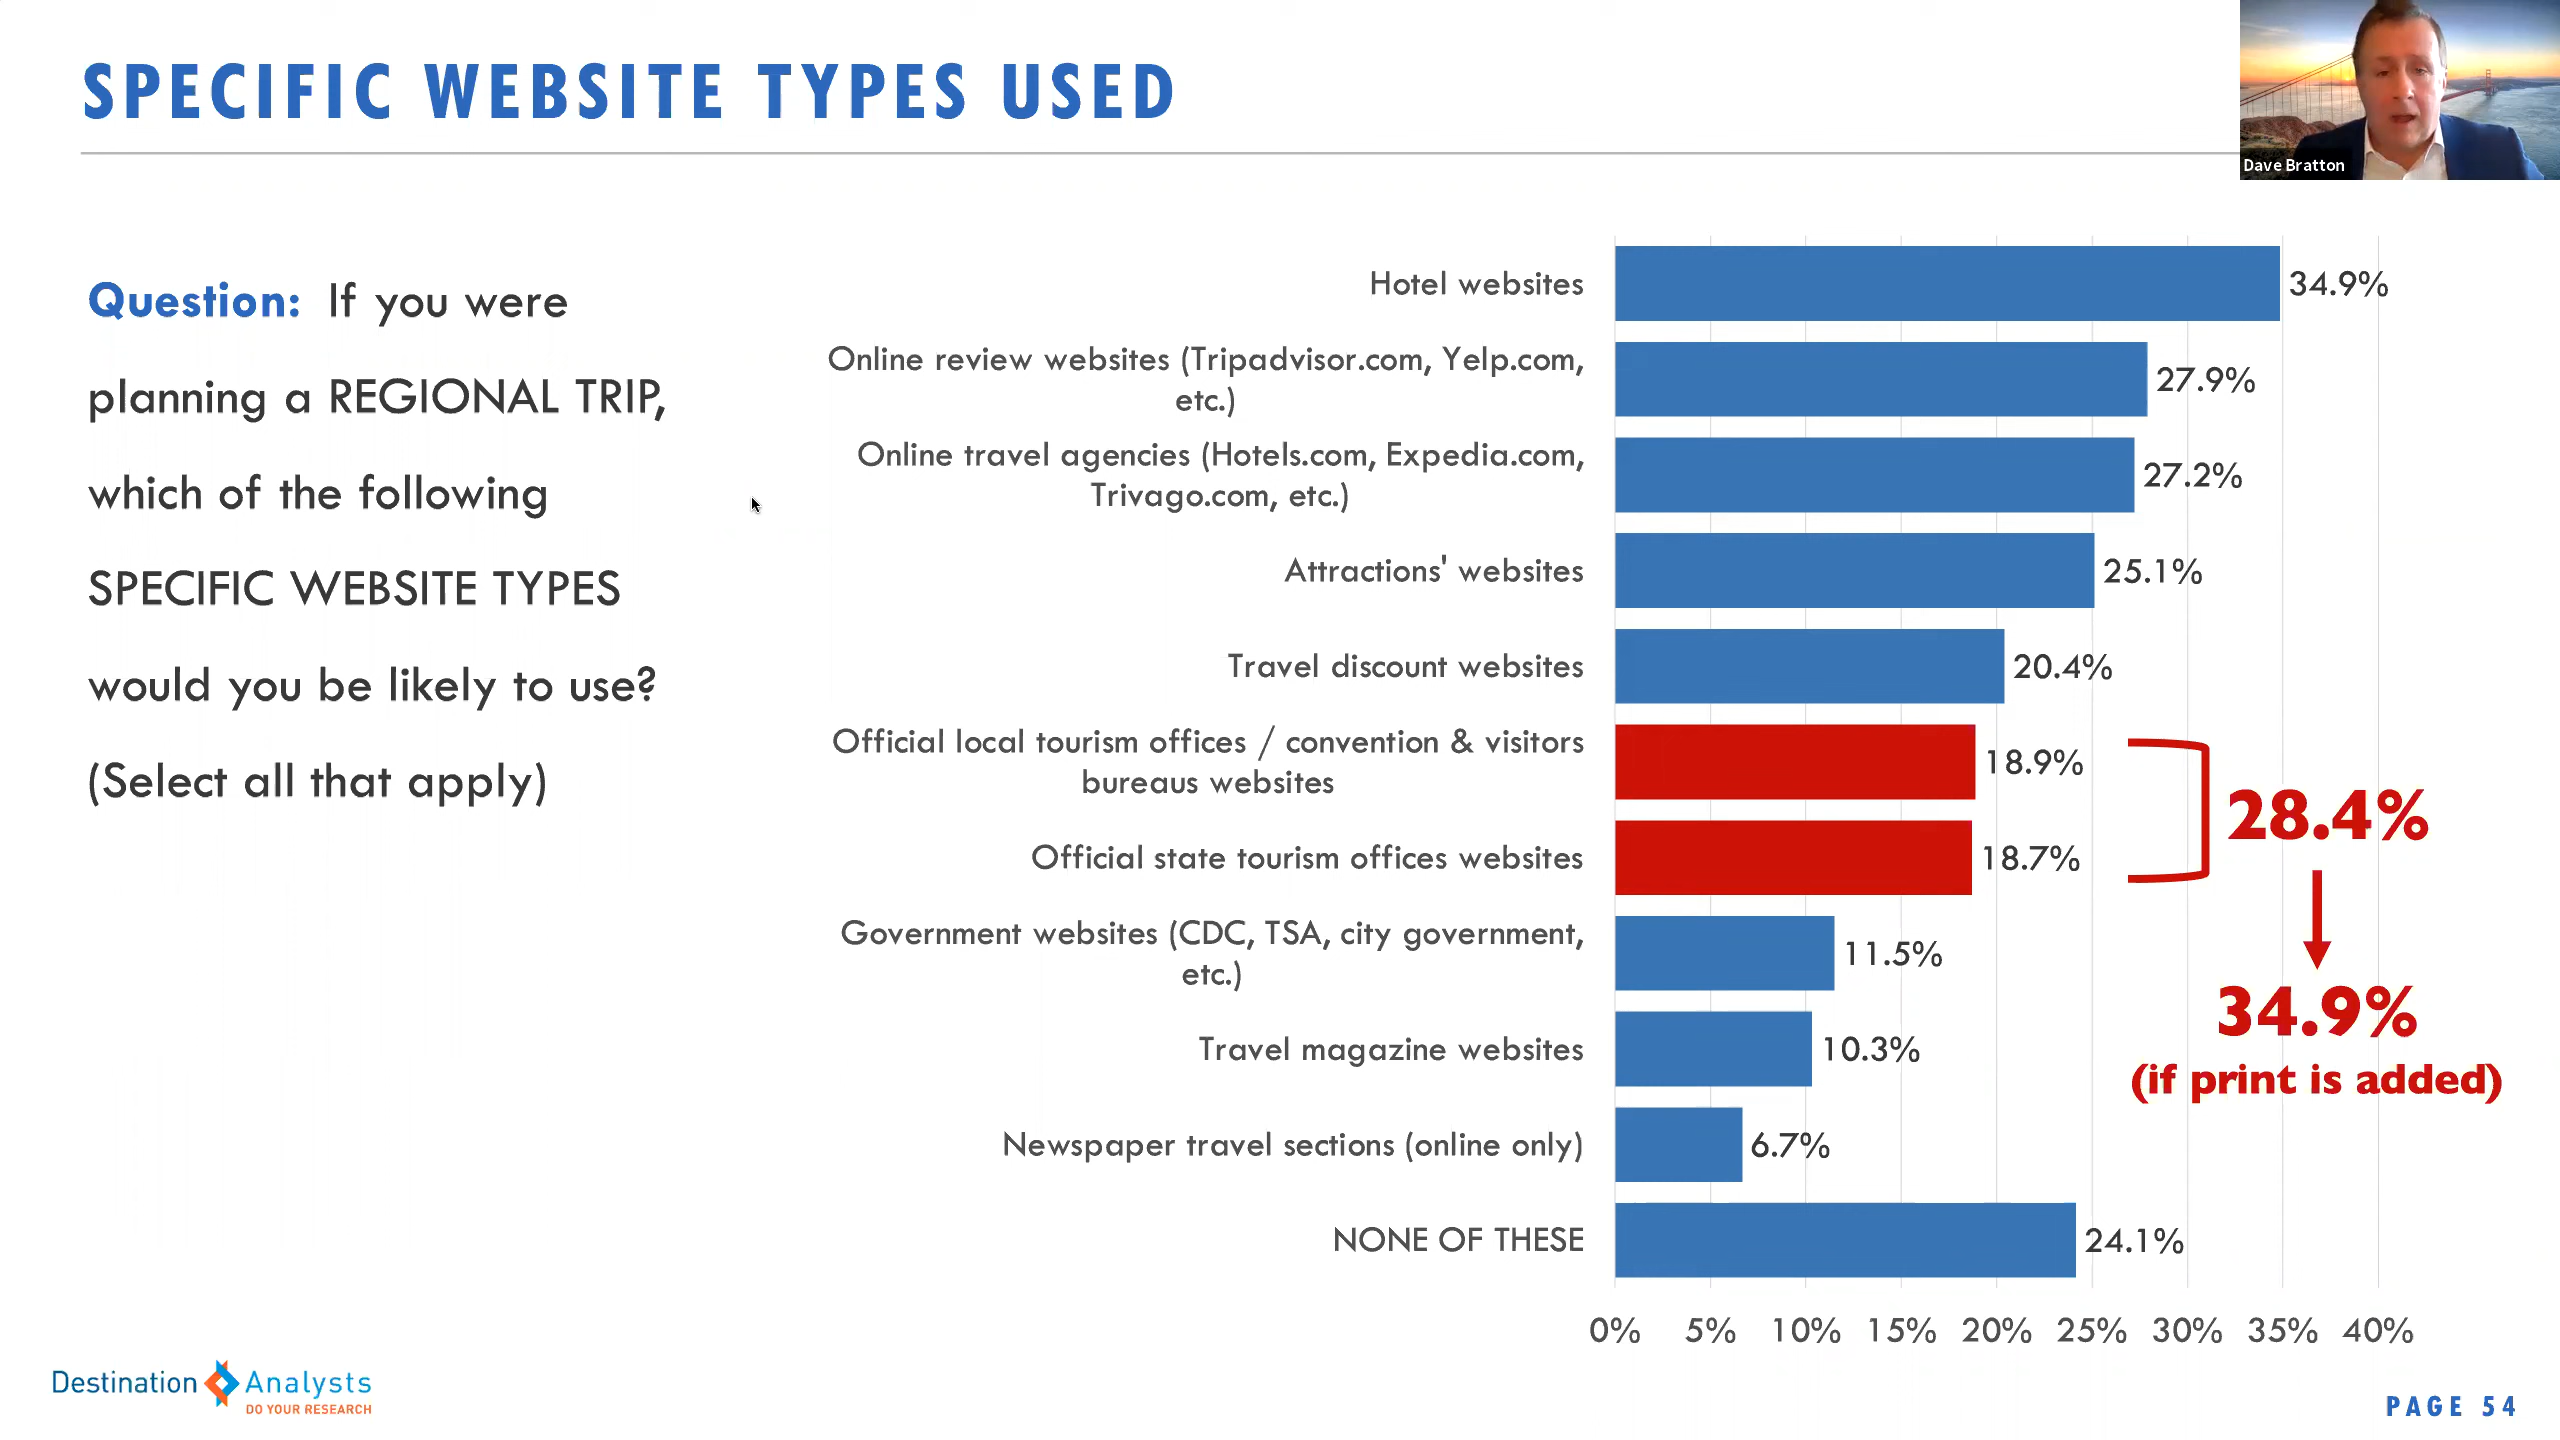 SPECIFIC WEBSITE TYPES USED
Dave Bratton
Question: If you were
planning a REGIONAL TRIP,
which of the following
SPECIFIC WEBSITE TYPES
would you be likely to use?
(Select all that apply)
Hotel websites
34.9%
Online review websites (Tripadvisor.com, Yelp.com,
etc.)
27.9%
Online travel agencies (Hotels.com, Expedia.com,
Trivago.com, etc.)
27.2%
Attractions' websites
25.1%
Travel discount websites
20.4%
Official local tourism offices / convention & visitors
bureaus websites
18.9%
Official state tourism offices websites
18.7%
Government websites (CDC, TSA, city government,
etc.)
11.5%
Travel magazine websites
10.3%
Newspaper travel sections (online only)
6.7%
NONE OF THESE
24.1%
28.4%
34.9%
(if print is added)
0% 5% 10% 15% 20% 25% 30% 35% 40%
Destination Analysts
DO YOUR RESEARCH
PAGE 54